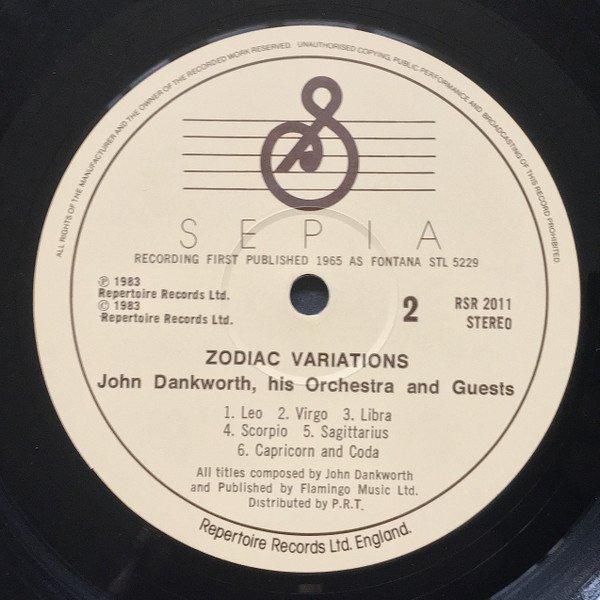 ALL RIGHTS OF THE MANUFACTURER AND THE OWNER OF THE RECORDED WORK RESERVED. UNAUTHORISED COPYING, PUBLIC PERFORMANCE AND BROADCASTING OF THIS RECORD PROHIBITED
SEPIA
RECORDING FIRST PUBLISHED 1965 AS FONTANA STL 5229
℗ 1983
Repertoire Records Ltd.
© 1983
Repertoire Records Ltd.
2
RSR 2011
STEREO
ZODIAC VARIATIONS
John Dankworth, his Orchestra and Guests
1. Leo 2. Virgo 3. Libra
4. Scorpio 5. Sagittarius
6. Capricorn and Coda
All titles composed by John Dankworth
and Published by Flamingo Music Ltd.
Distributed by P.R.T.
Repertoire Records Ltd. England.